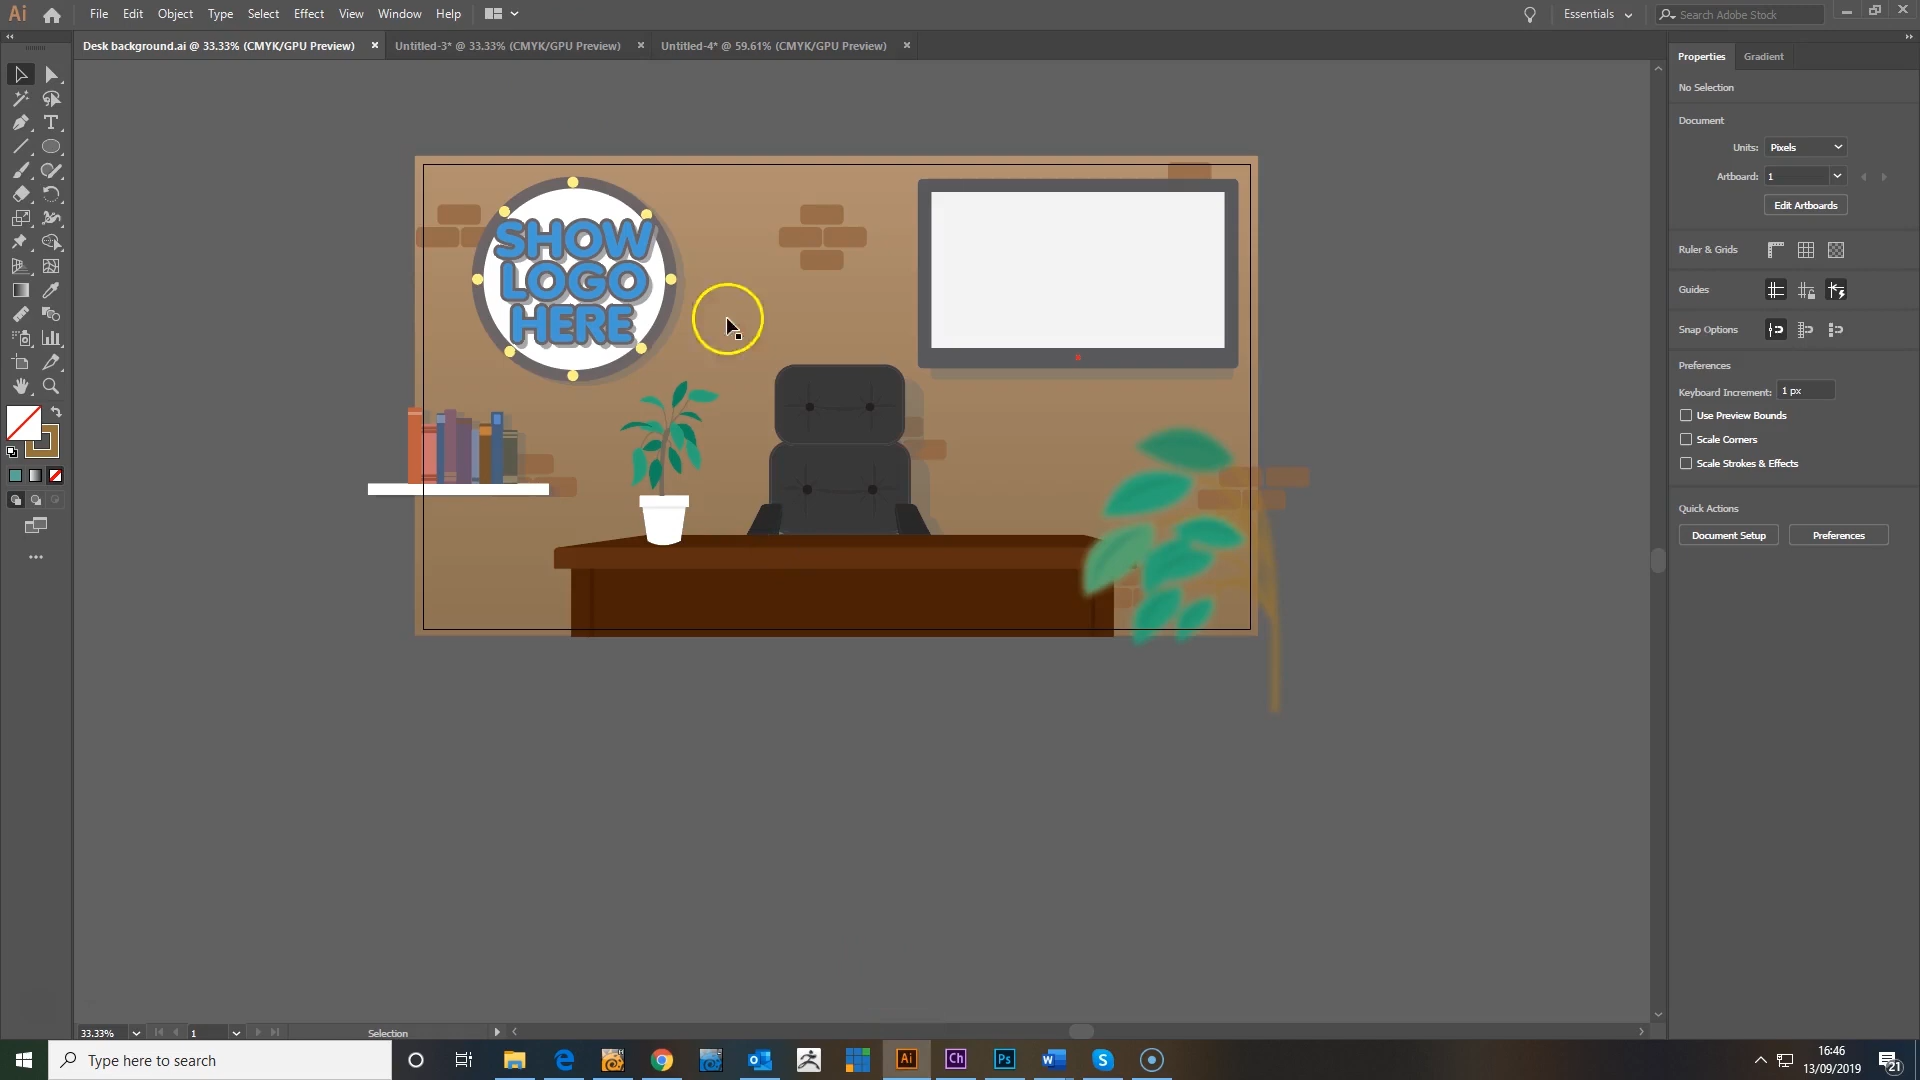 Ai File Edit Object Type Select Effect View Window Help Essentials Search Adobe Stock
Desk background.ai @ 33.33% (CMYK/GPU Preview) Untitled-3* @ 33.33% (CMYK/GPU Preview) Untitled-4* @ 59.61% (CMYK/GPU Preview)
Properties Gradient
No Selection
Document
Units: Pixels
Artboard: 1
Edit Artboards
Ruler & Grids
Guides
Snap Options
Preferences
Keyboard Increment: 1 px
Use Preview Bounds
Scale Corners
Scale Strokes & Effects
Quick Actions
Document Setup Preferences
SHOW
LOGO
HERE
33.33% 1 Selection
Type here to search
Ai Ch Ps
16:46
13/09/2019
21